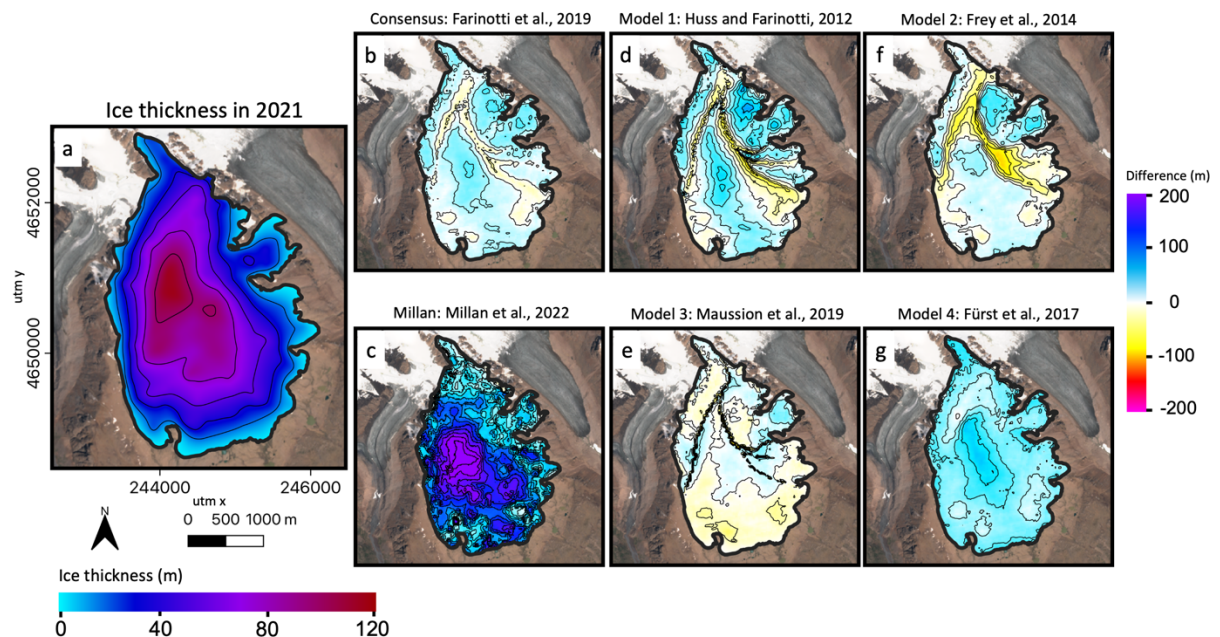 Consensus: Farinotti et al., 2019
Model 1: Huss and Farinotti, 2012
Model 2: Frey et al., 2014
b
d
f
Ice thickness in 2021
a
4652000
4650000
utm y
244000
246000
utm x
N
0 500 1000 m
Ice thickness (m)
0 40 80 120
Millan: Millan et al., 2022
Model 3: Maussion et al., 2019
Model 4: Fürst et al., 2017
c
e
g
Difference (m)
200
100
0
-100
-200